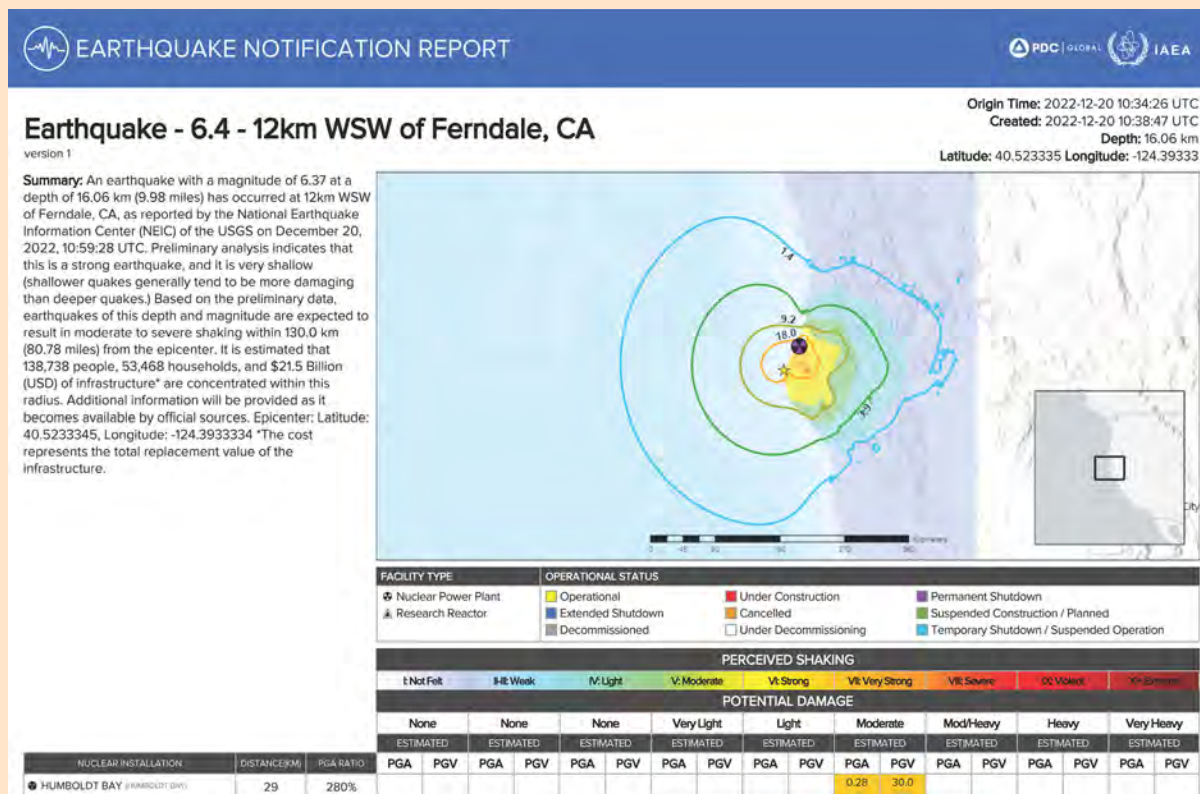 EARTHQUAKE NOTIFICATION REPORT
PDC GLOBAL IAEA
Origin Time: 2022-12-20 10:34:26 UTC
Created: 2022-12-20 10:38:47 UTC
Depth: 16.06 km
Latitude: 40.523335 Longitude: -124.39333
Earthquake - 6.4 - 12km WSW of Ferndale, CA
version 1
Summary: An earthquake with a magnitude of 6.37 at a
depth of 16.06 km (9.98 miles) has occurred at 12km WSW
of Ferndale, CA, as reported by the National Earthquake
Information Center (NEIC) of the USGS on December 20,
2022, 10:59:28 UTC. Preliminary analysis indicates that
this is a strong earthquake, and it is very shallow
(shallower quakes generally tend to be more damaging
than deeper quakes.) Based on the preliminary data,
earthquakes of this depth and magnitude are expected to
result in moderate to severe shaking within 130.0 km
(80.78 miles) from the epicenter. It is estimated that
138,738 people, 53,468 households, and $21.5 Billion
(USD) of infrastructure* are concentrated within this
radius. Additional information will be provided as it
becomes available by official sources. Epicenter: Latitude:
40.5233345, Longitude: -124.3933334 *The cost
represents the total replacement value of the
infrastructure.
1.4
9.2
18.0
City
FACILITY TYPE OPERATIONAL STATUS
Nuclear Power Plant Operational Under Construction Permanent Shutdown
Research Reactor Extended Shutdown Cancelled Suspended Construction / Planned
Decommissioned Under Decommissioning Temporary Shutdown / Suspended Operation
PERCEIVED SHAKING
I: Not Felt II-III: Weak IV: Light V: Moderate VI: Strong VII: Very Strong VIII: Severe IX: Violent
POTENTIAL DAMAGE
None None None Very Light Light Moderate Mod/Heavy Heavy Very Heavy
ESTIMATED ESTIMATED ESTIMATED ESTIMATED ESTIMATED ESTIMATED ESTIMATED ESTIMATED ESTIMATED
NUCLEAR INSTALLATION DISTANCE(KM) PGA RATIO PGA PGV PGA PGV PGA PGV PGA PGV PGA PGV PGA PGV PGA PGV PGA PGV PGA PGV
HUMBOLDT BAY (HUMBOLDT BAY) 29 280% 0.28 30.0